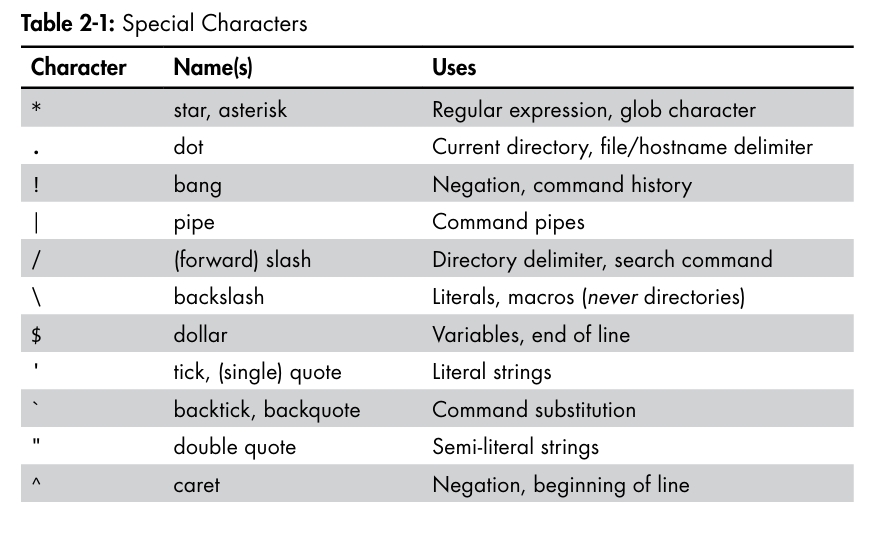 Table 2-1: Special Characters
Character Name(s) Uses
* star, asterisk Regular expression, glob character
. dot Current directory, file/hostname delimiter
! bang Negation, command history
| pipe Command pipes
/ (forward) slash Directory delimiter, search command
\ backslash Literals, macros (never directories)
$ dollar Variables, end of line
' tick, (single) quote Literal strings
` backtick, backquote Command substitution
" double quote Semi-literal strings
^ caret Negation, beginning of line